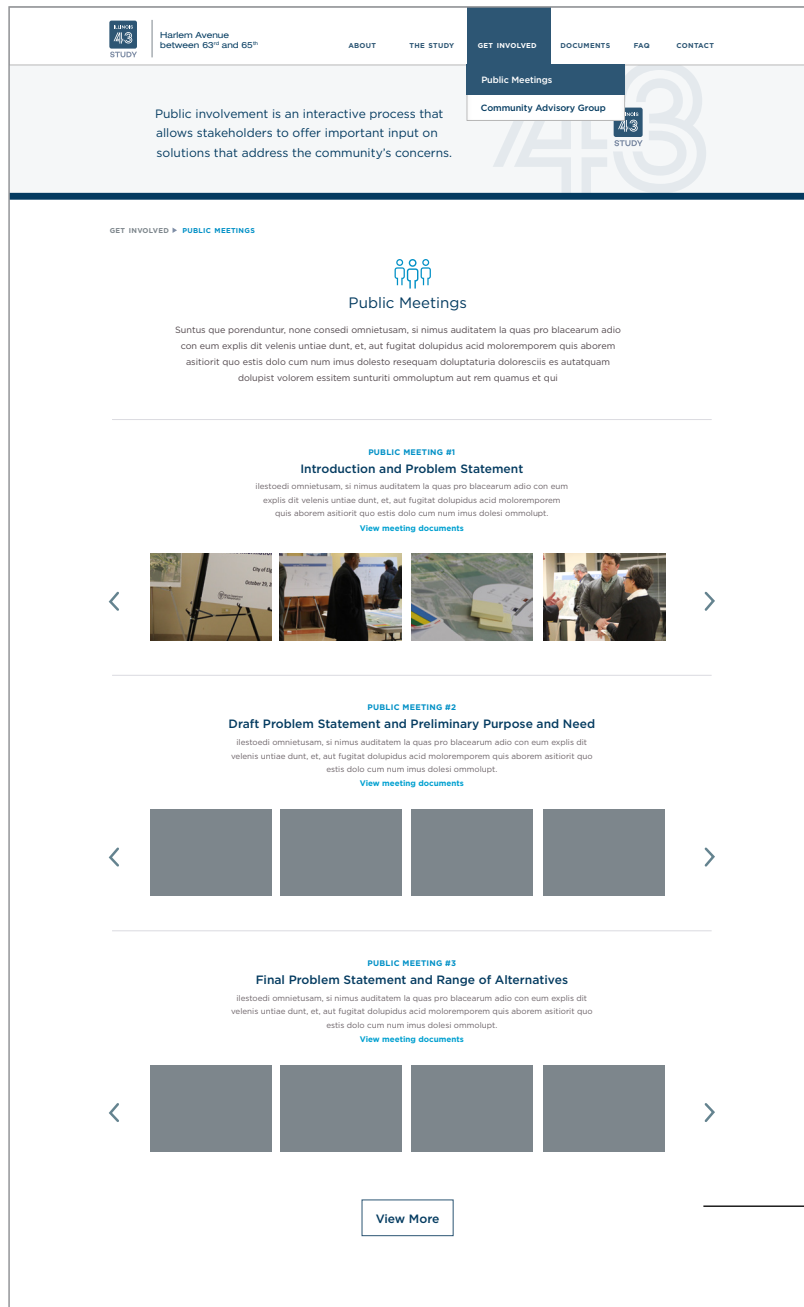 ILLINOIS
43
STUDY
Harlem Avenue
between 63rd and 65th
ABOUT THE STUDY GET INVOLVED DOCUMENTS FAQ CONTACT
Public Meetings
Community Advisory Group
Public involvement is an interactive process that
allows stakeholders to offer important input on
solutions that address the community's concerns.
43
43
STUDY
GET INVOLVED ▶ PUBLIC MEETINGS
Public Meetings
Suntus que porenduntur, none consedi omnietusam, si nimus auditatem la quas pro blacearum adio
con eum explis dit velenis untiae dunt, et, aut fugitat dolupidus acid moloremporem quis aborem
asitiorit quo estis dolo cum num imus dolesto resequam doluptaturia doloresciis es autatquam
dolupist volorem essitem sunturiti ommoluptum aut rem quamus et qui
PUBLIC MEETING #1
Introduction and Problem Statement
ilestoedi omnietusam, si nimus auditatem la quas pro blacearum adio con eum
explis dit velenis untiae dunt, et, aut fugitat dolupidus acid moloremporem
quis aborem asitiorit quo estis dolo cum num imus dolesi ommolupt.
View meeting documents
City of El
October 29, 2
PUBLIC MEETING #2
Draft Problem Statement and Preliminary Purpose and Need
ilestoedi omnietusam, si nimus auditatem la quas pro blacearum adio con eum explis dit
velenis untiae dunt, et, aut fugitat dolupidus acid moloremporem quis aborem asitiorit quo
estis dolo cum num imus dolesi ommolupt.
View meeting documents
PUBLIC MEETING #3
Final Problem Statement and Range of Alternatives
ilestoedi omnietusam, si nimus auditatem la quas pro blacearum adio con eum explis dit
velenis untiae dunt, et, aut fugitat dolupidus acid moloremporem quis aborem asitiorit quo
estis dolo cum num imus dolesi ommolupt.
View meeting documents
View More